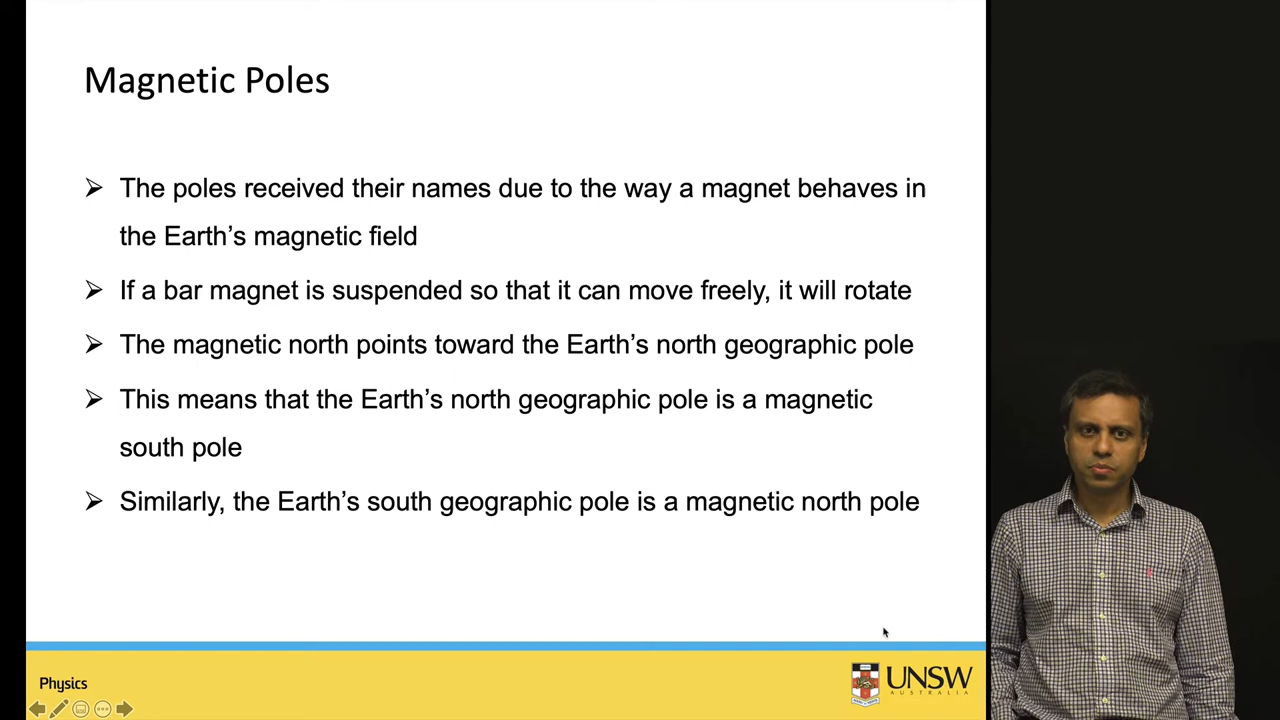 Magnetic Poles
The poles received their names due to the way a magnet behaves in
the Earth’s magnetic field
If a bar magnet is suspended so that it can move freely, it will rotate
The magnetic north points toward the Earth’s north geographic pole
This means that the Earth’s north geographic pole is a magnetic
south pole
Similarly, the Earth’s south geographic pole is a magnetic north pole
Physics
UNSW
AUSTRALIA